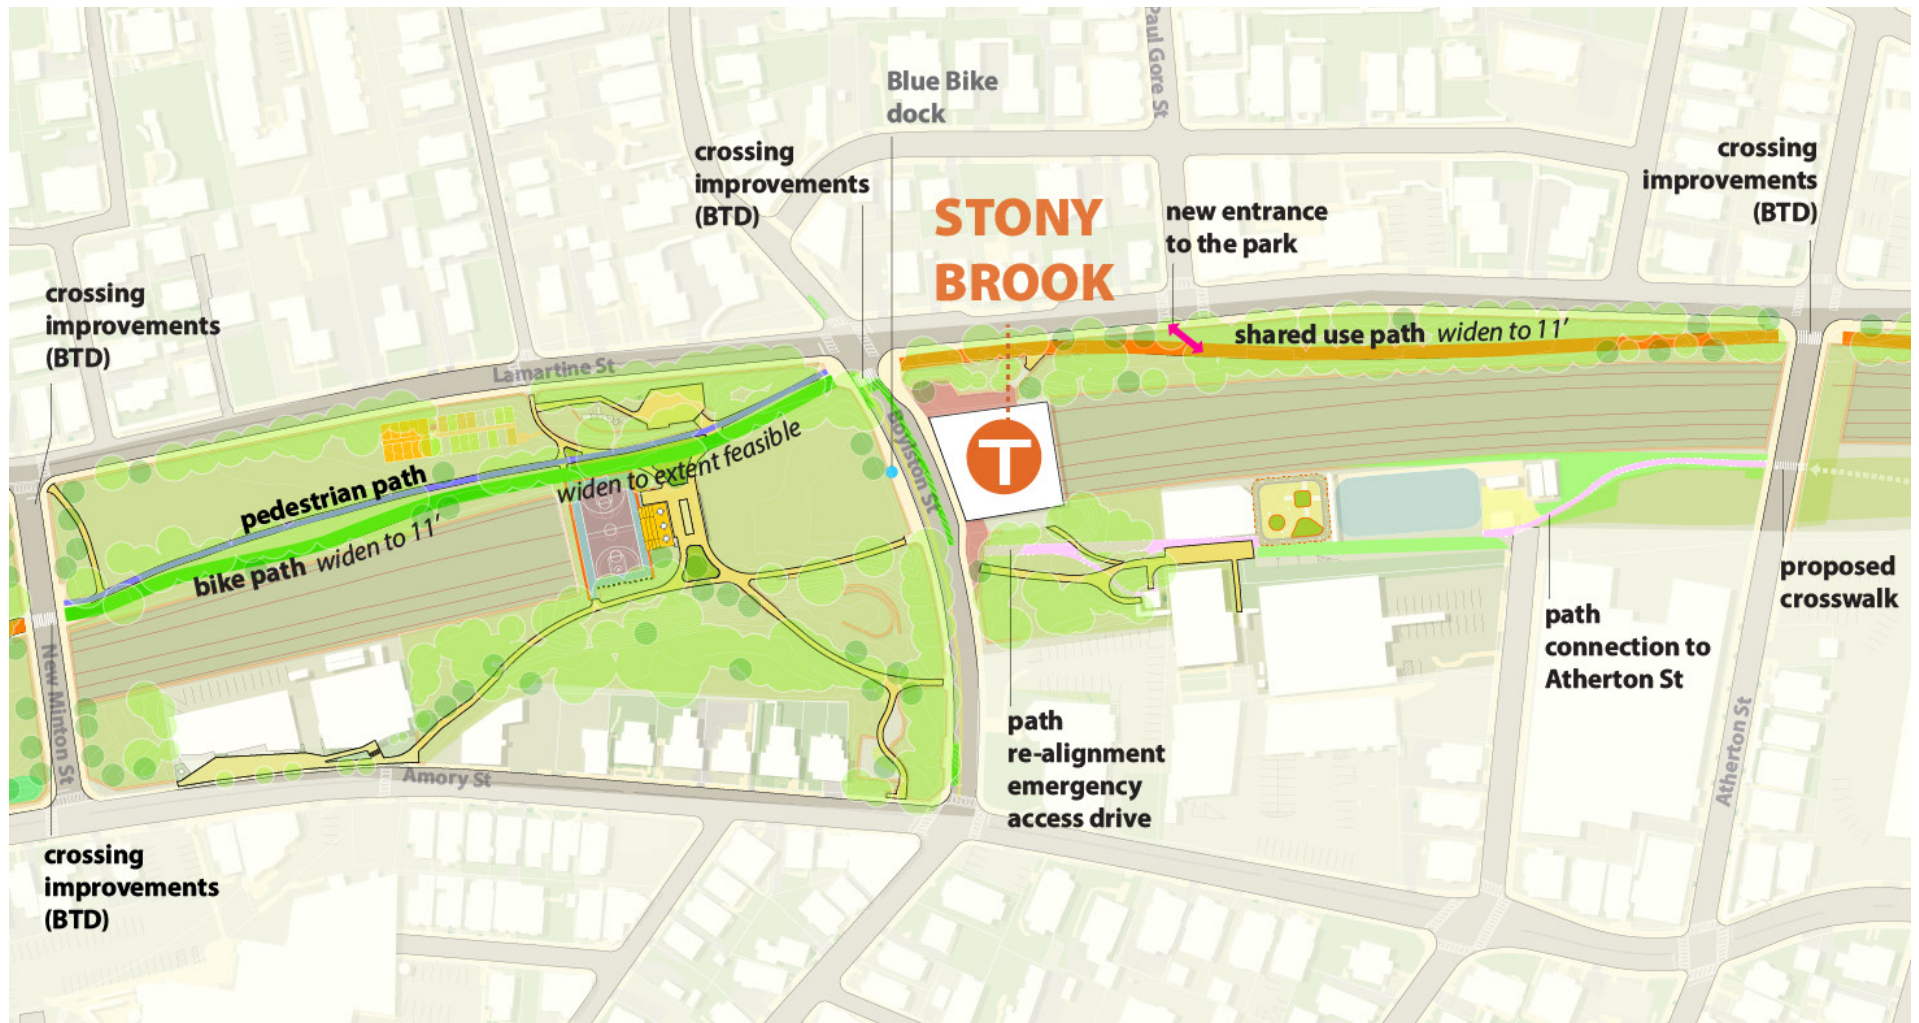 Paul Gore St
Blue Bike
dock
crossing
improvements
(BTD)
crossing
improvements
(BTD)
STONY
BROOK
new entrance
to the park
crossing
improvements
(BTD)
shared use path widen to 11’
Lamartine St
Boylston St
T
pedestrian path
widen to extent feasible
bike path widen to 11’
New Minton St
Amory St
path
re-alignment
emergency
access drive
path
connection to
Atherton St
proposed
crosswalk
Atherton St
crossing
improvements
(BTD)